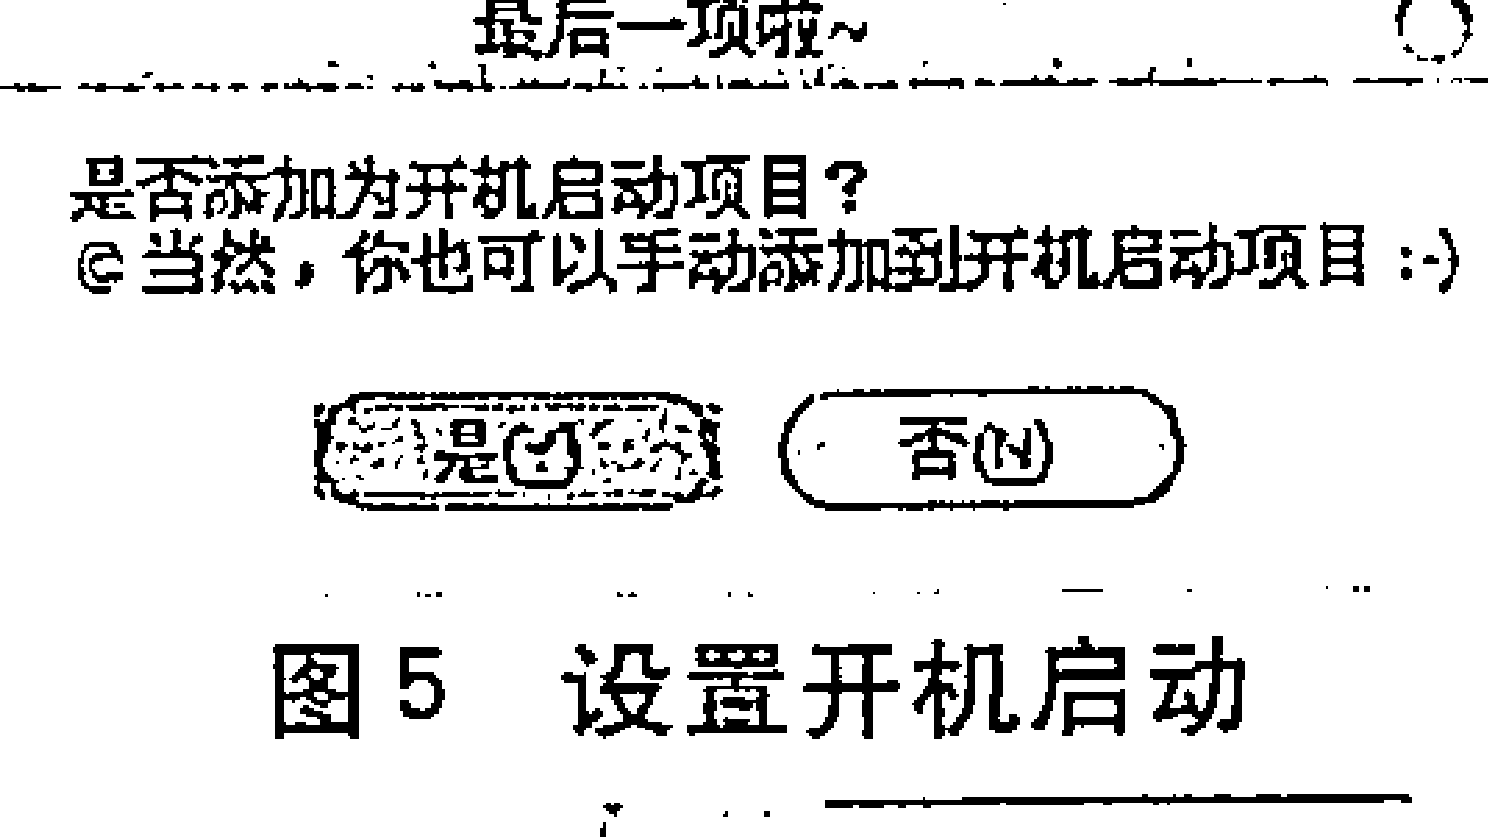 最后一项啦~
是否添加为开机启动项目?
@当然,你也可以手动添加到开机启动项目:-)
是(Y) 否(N)
图5 设置开机启动